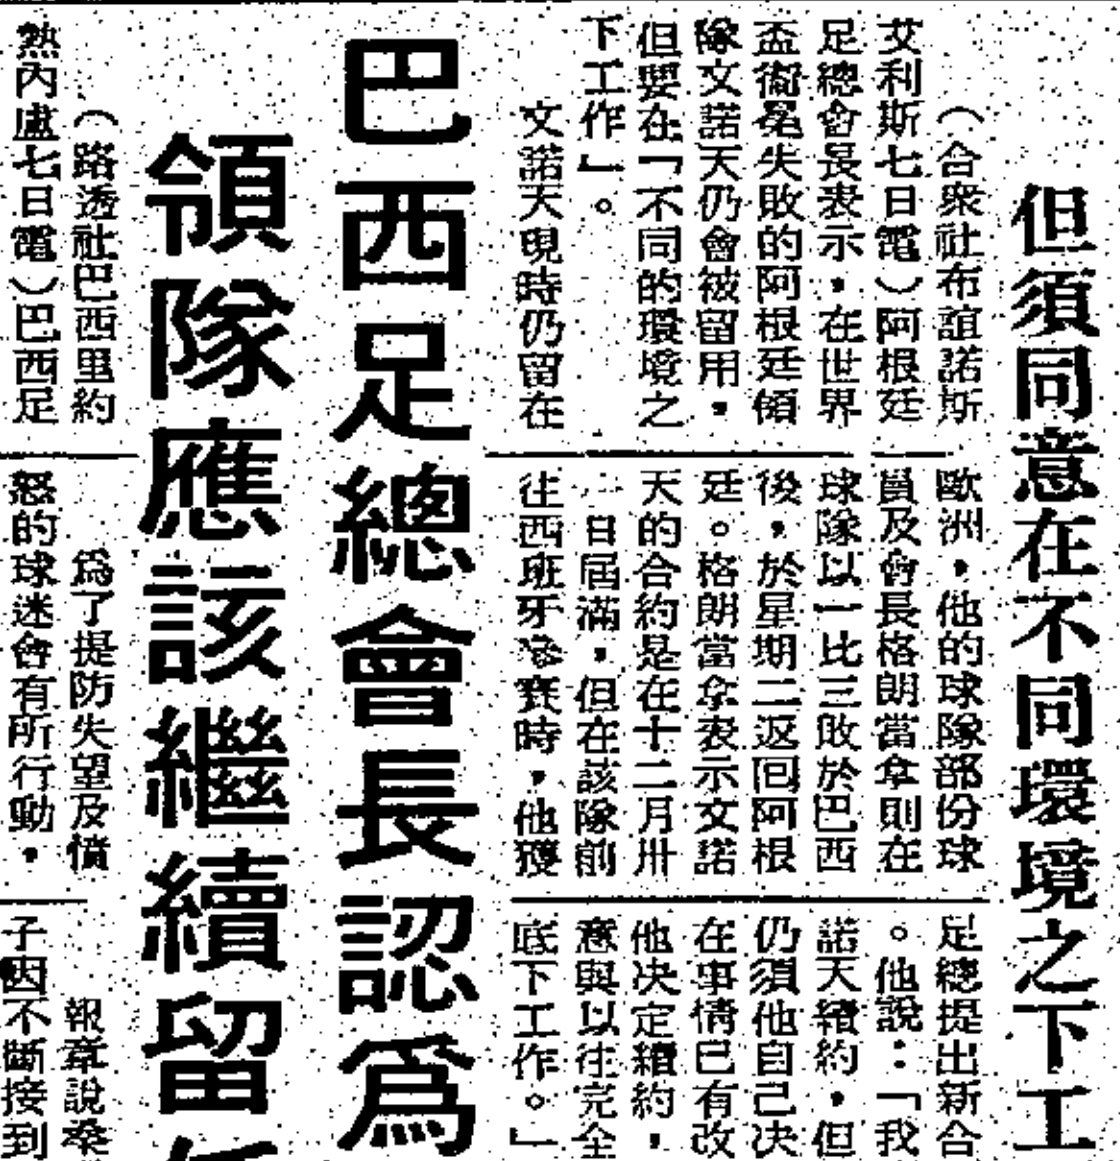 但須同意在不同環境之下工
（合衆社布誼諾斯
艾利斯七日電）阿根廷
足總會長表示，在世界
盃衞冕失敗的阿根廷領
隊文諾天仍會被留用，
但要在「不同的環境之
下工作」。
文諾天現時仍留在
歐洲，他的球隊部份球
員及會長格朗當拿則在
球隊以一比三敗於巴西
後，於星期二返回阿根
廷。格朗當拿表示文諾
天的合約是在十二月卅
日屆滿，但在該隊前
往西班牙參賽時，他獲
足總提出新合
。他說：「我
諾天續約，但
仍須他自己决
在事情已有改
他决定續約，
意與以往完全
底下工作。」
巴西足總會長認爲
領隊應該繼續留
（路透社巴西里約
熱內盧七日電）巴西足
爲了提防失望及憤
怒的球迷會有所行動，
報章說桑
子因不斷接到